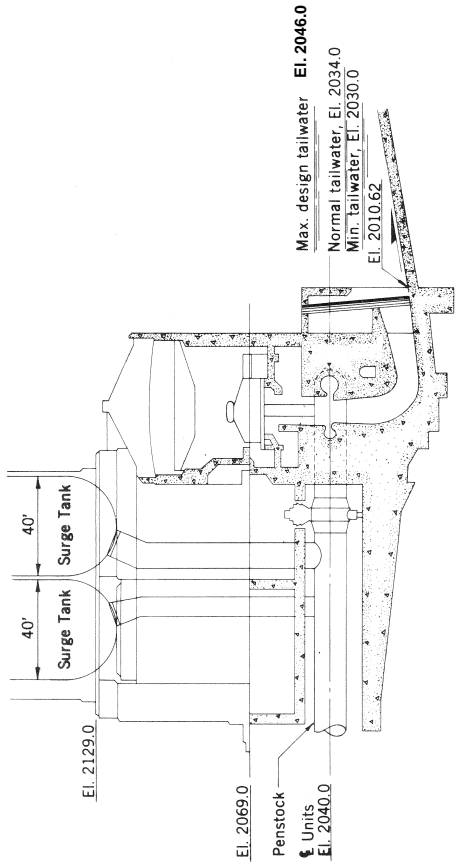 40'
Surge Tank
40'
Surge Tank
El. 2129.0
El. 2069.0
Penstock
℄ Units
El. 2040.0
Max. design tailwater El. 2046.0
Normal tailwater, El. 2034.0
Min. tailwater, El. 2030.0
El. 2010.62